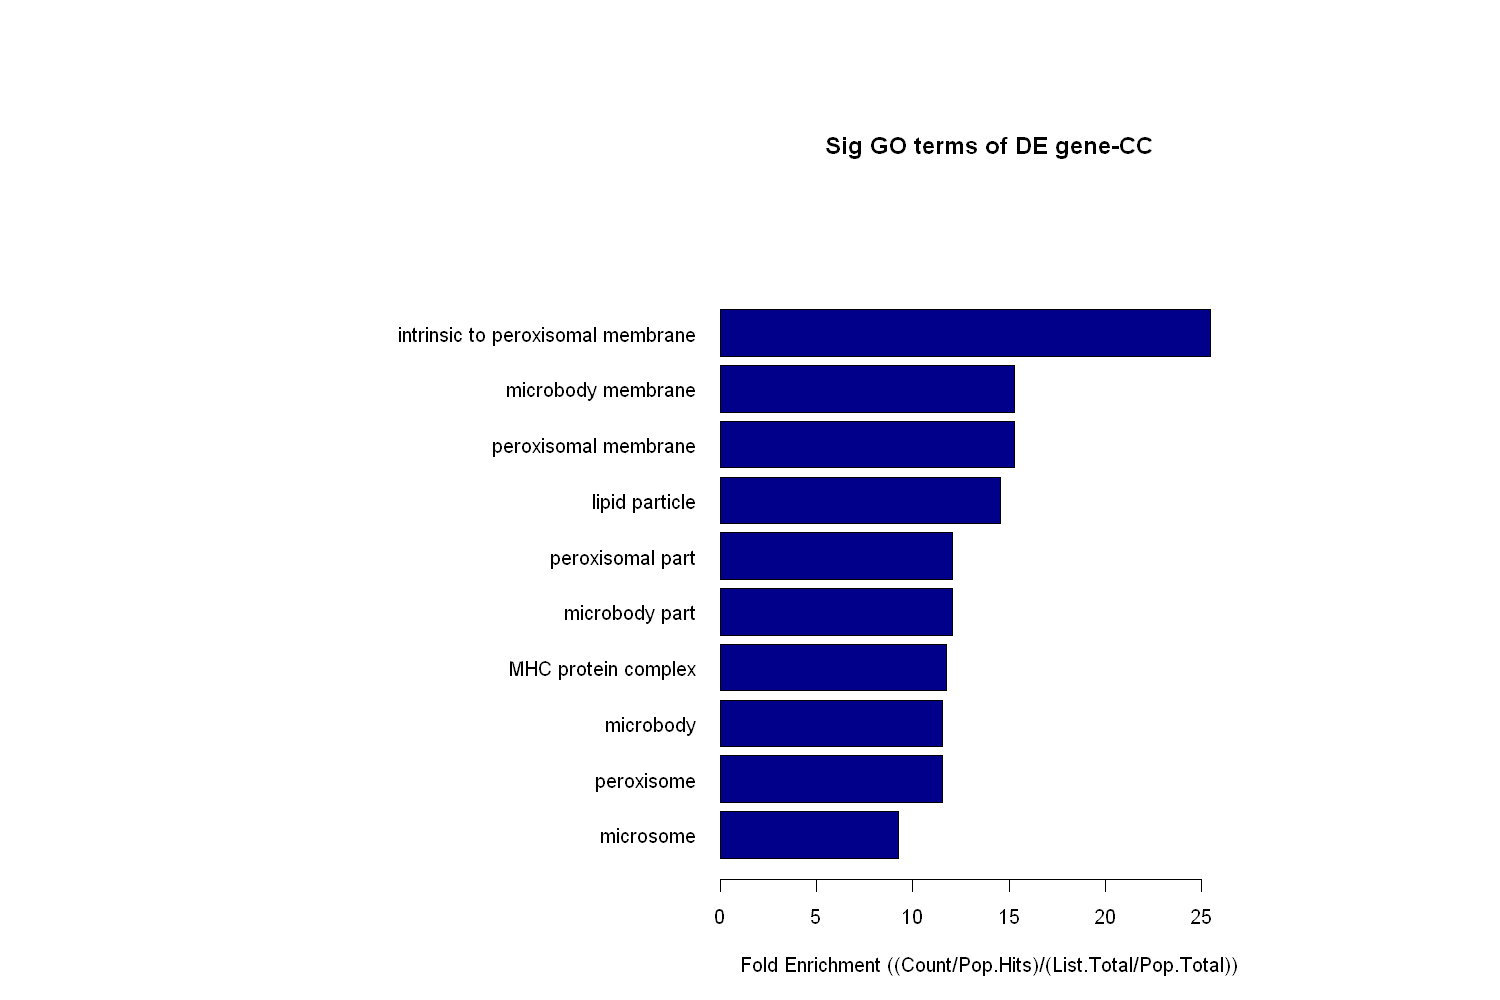 Sig GO terms of DE gene-CC
intrinsic to peroxisomal membrane
microbody membrane
peroxisomal membrane
lipid particle
peroxisomal part
microbody part
MHC protein complex
microbody
peroxisome
microsome
0 5 10 15 20 25
Fold Enrichment ((Count/Pop.Hits)/(List.Total/Pop.Total))